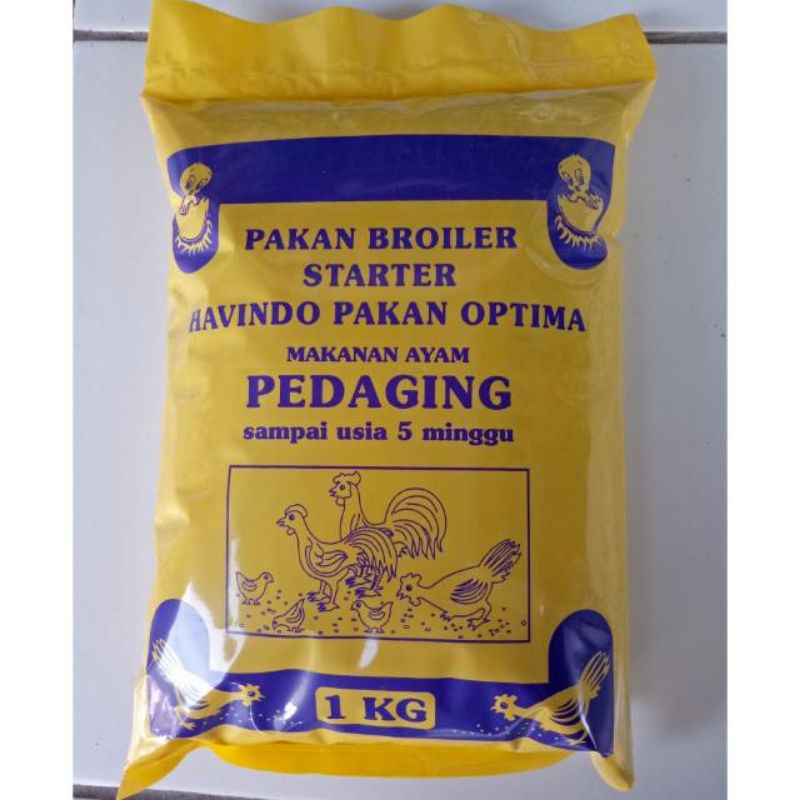 PAKAN BROILER
STARTER
HAVINDO PAKAN OPTIMA
MAKANAN AYAM
PEDAGING
sampai usia 5 minggu
1 KG